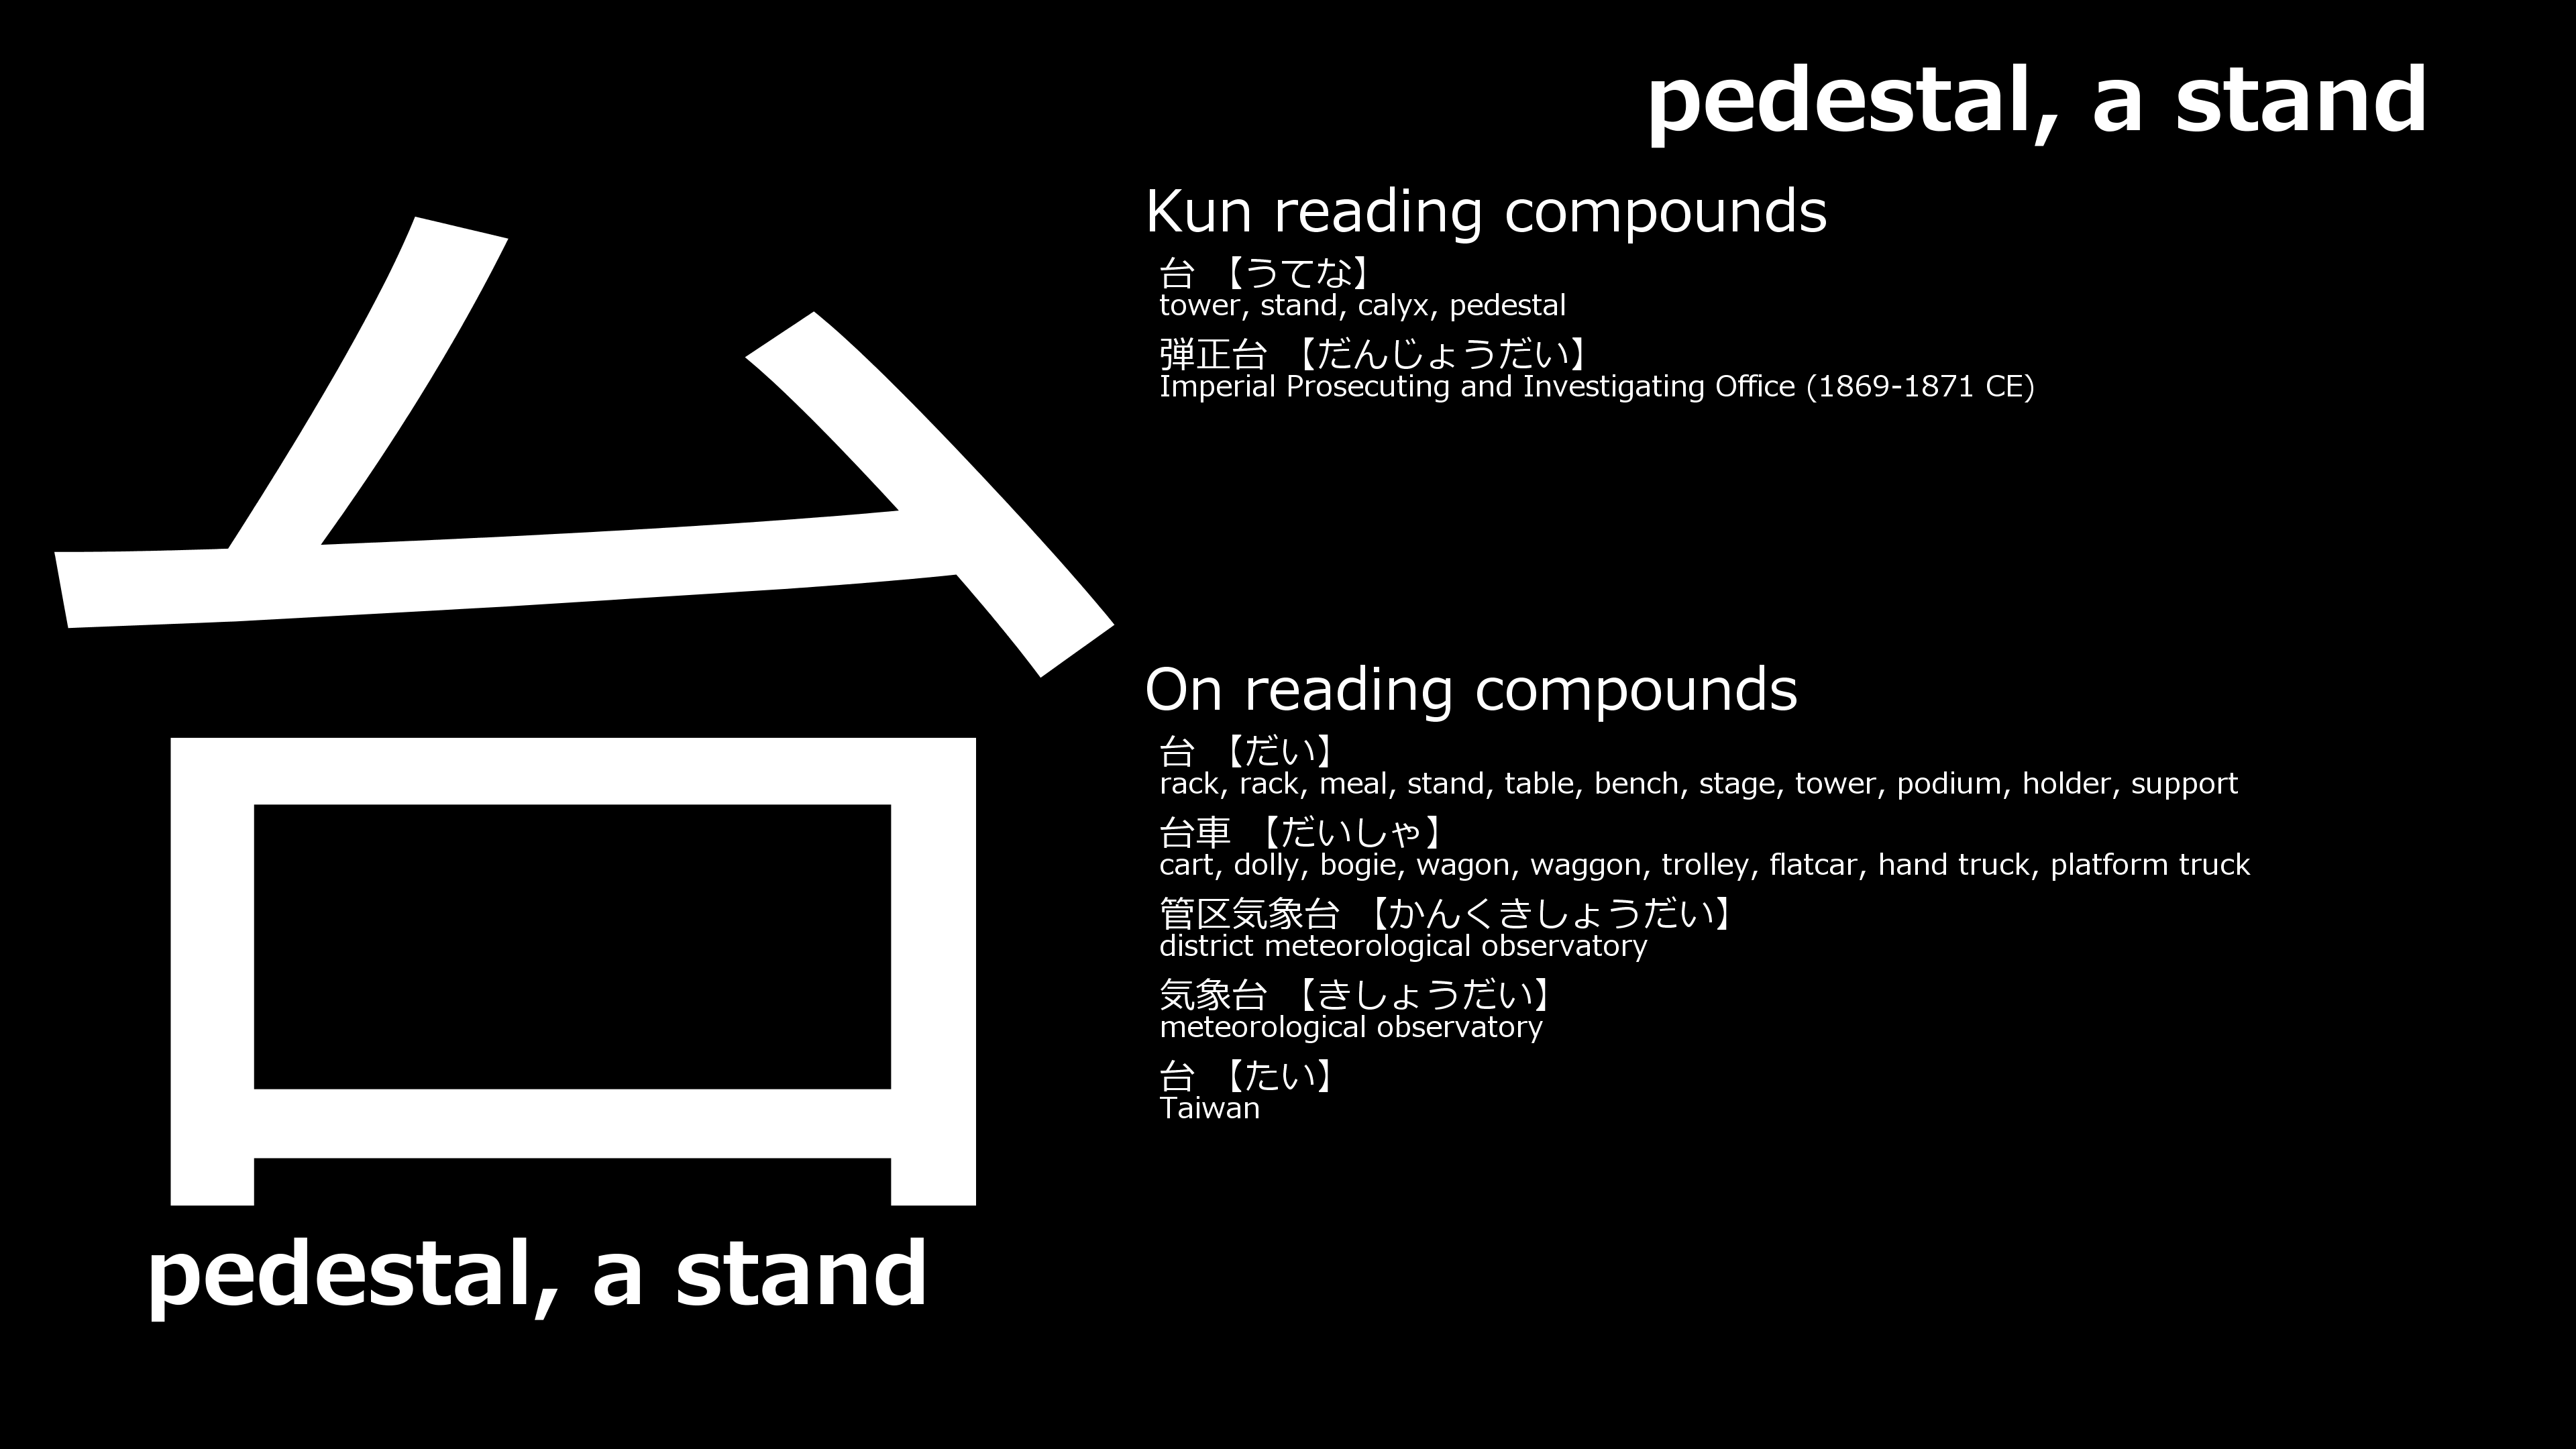 pedestal, a stand
台
pedestal, a stand
Kun reading compounds
台 【うてな】
tower, stand, calyx, pedestal
弾正台 【だんじょうだい】
Imperial Prosecuting and Investigating Office (1869-1871 CE)
On reading compounds
台 【だい】
rack, rack, meal, stand, table, bench, stage, tower, podium, holder, support
台車 【だいしゃ】
cart, dolly, bogie, wagon, waggon, trolley, flatcar, hand truck, platform truck
管区気象台 【かんくきしょうだい】
district meteorological observatory
気象台 【きしょうだい】
meteorological observatory
台 【たい】
Taiwan